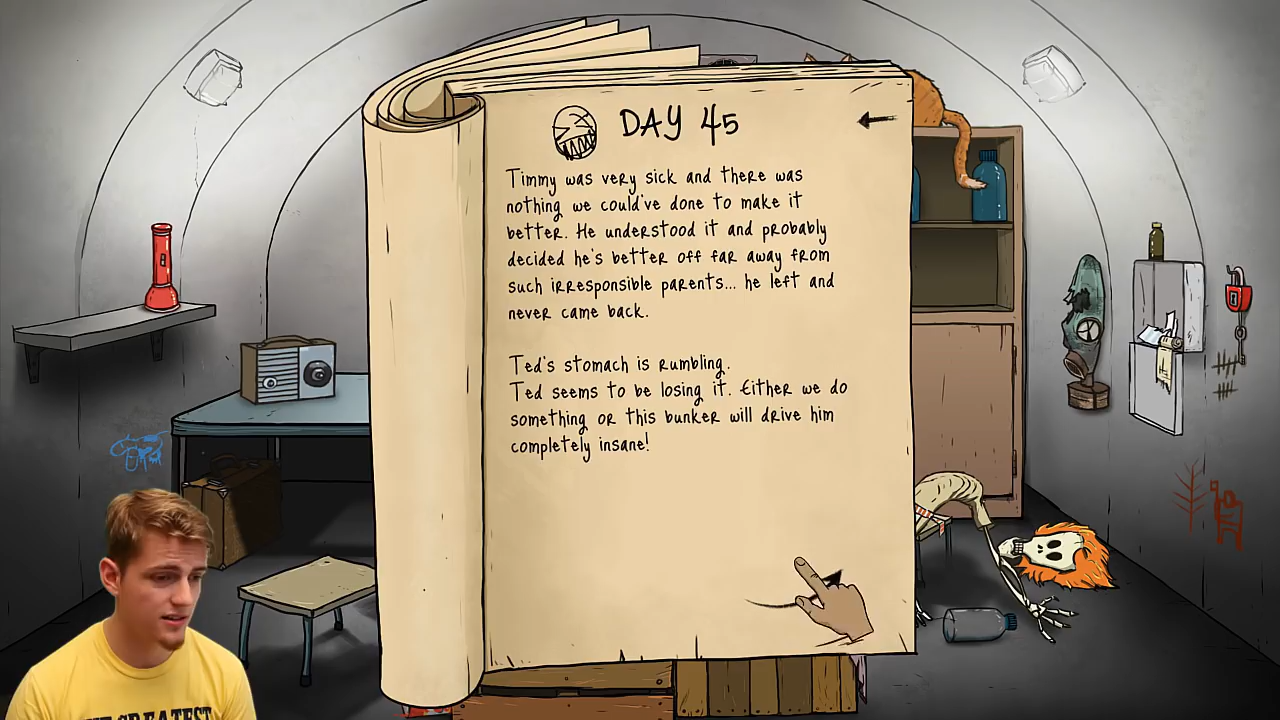 DAY 45
Timmy was very sick and there was
nothing we could've done to make it
better. He understood it and probably
decided he's better off far away from
such irresponsible parents... he left and
never came back.
Ted's stomach is rumbling.
Ted seems to be losing it. Either we do
something or this bunker will drive him
completely insane!
GREATEST